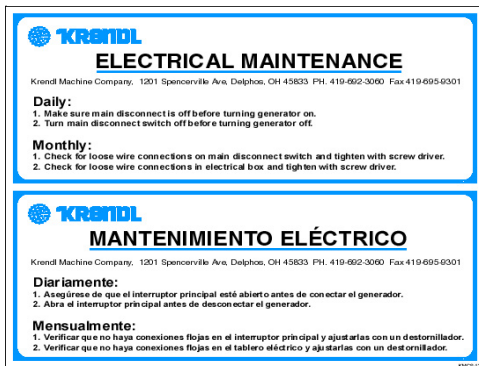 KRENDL
ELECTRICAL MAINTENANCE
Krendl Machine Company, 1201 Spencerville Ave, Delphos, OH 45833 PH. 419-692-3060 Fax 419-695-9301
Daily:
1. Make sure main disconnect is off before turning generator on.
2. Turn main disconnect switch off before turning generator off.
Monthly:
1. Check for loose wire connections on main disconnect switch and tighten with screw driver.
2. Check for loose wire connections in electrical box and tighten with screw driver.
KRENDL
MANTENIMIENTO ELÉCTRICO
Krendl Machine Company, 1201 Spencerville Ave, Delphos, OH 45833 PH. 419-692-3060 Fax 419-695-9301
Diariamente:
1. Asegúrese de que el interruptor principal esté abierto antes de conectar el generador.
2. Abra el interruptor principal antes de desconectar el generador.
Mensualmente:
1. Verificar que no haya conexiones flojas en el interruptor principal y ajustarlas con un destornillador.
2. Verificar que no haya conexiones flojas en el tablero eléctrico y ajustarlas con un destornillador.